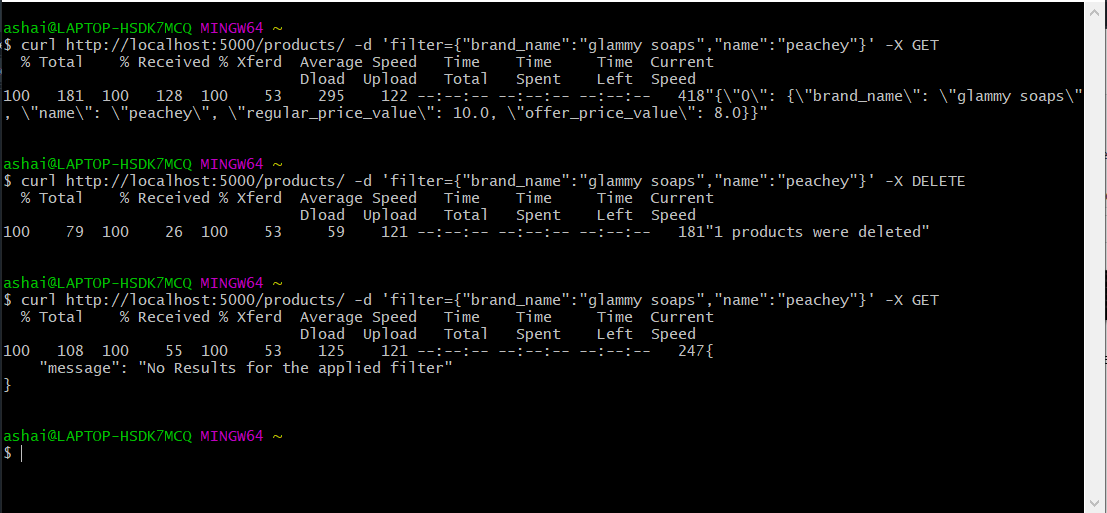 ashai@LAPTOP-HSDK7MCQ MINGW64 ~
$ curl http://localhost:5000/products/ -d 'filter={"brand_name":"glammy soaps","name":"peachey"}' -X GET
  % Total    % Received % Xferd  Average Speed   Time    Time     Time  Current
                                 Dload  Upload   Total   Spent    Left  Speed
100   181  100   128  100    53    295    122 --:--:-- --:--:-- --:--:--   418"{\"0\": {\"brand_name\": \"glammy soaps\"
, \"name\": \"peachey\", \"regular_price_value\": 10.0, \"offer_price_value\": 8.0}}"
ashai@LAPTOP-HSDK7MCQ MINGW64 ~
$ curl http://localhost:5000/products/ -d 'filter={"brand_name":"glammy soaps","name":"peachey"}' -X DELETE
  % Total    % Received % Xferd  Average Speed   Time    Time     Time  Current
                                 Dload  Upload   Total   Spent    Left  Speed
100    79  100    26  100    53     59    121 --:--:-- --:--:-- --:--:--   181"1 products were deleted"
ashai@LAPTOP-HSDK7MCQ MINGW64 ~
$ curl http://localhost:5000/products/ -d 'filter={"brand_name":"glammy soaps","name":"peachey"}' -X GET
  % Total    % Received % Xferd  Average Speed   Time    Time     Time  Current
                                 Dload  Upload   Total   Spent    Left  Speed
100   108  100    55  100    53    125    121 --:--:-- --:--:-- --:--:--   247{
    "message": "No Results for the applied filter"
}
ashai@LAPTOP-HSDK7MCQ MINGW64 ~
$